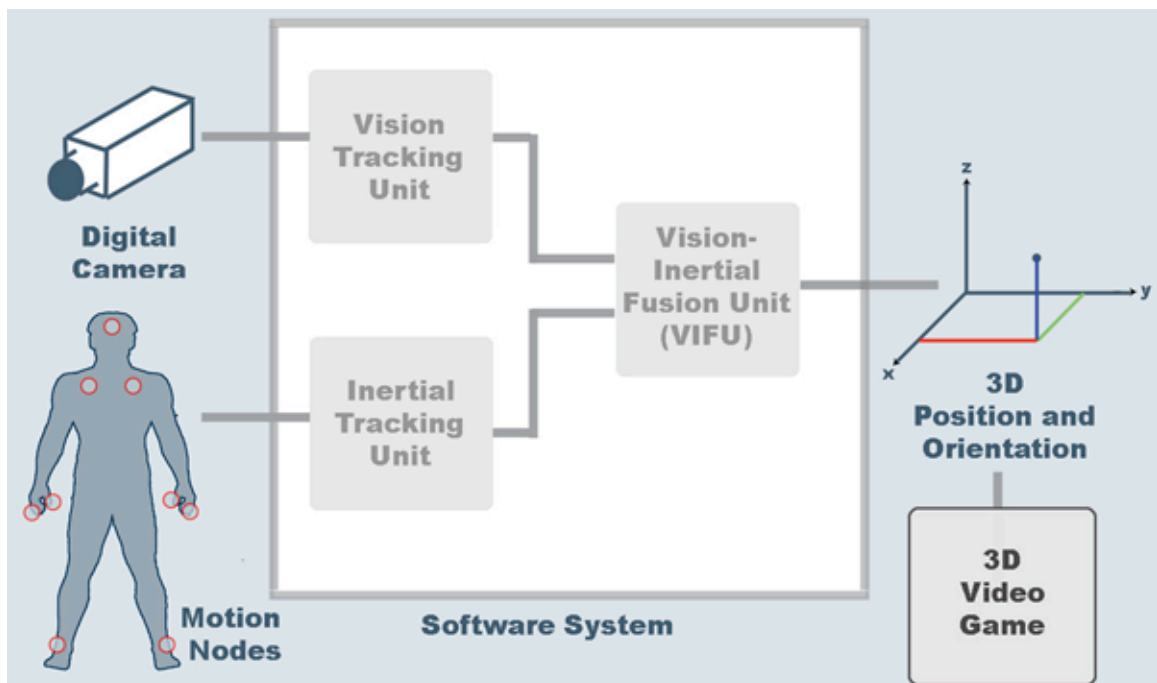 Digital
Camera
Motion
Nodes
Vision
Tracking
Unit
Inertial
Tracking
Unit
Vision-
Inertial
Fusion Unit
(VIFU)
Software System
z
y
x
3D
Position and
Orientation
3D
Video
Game